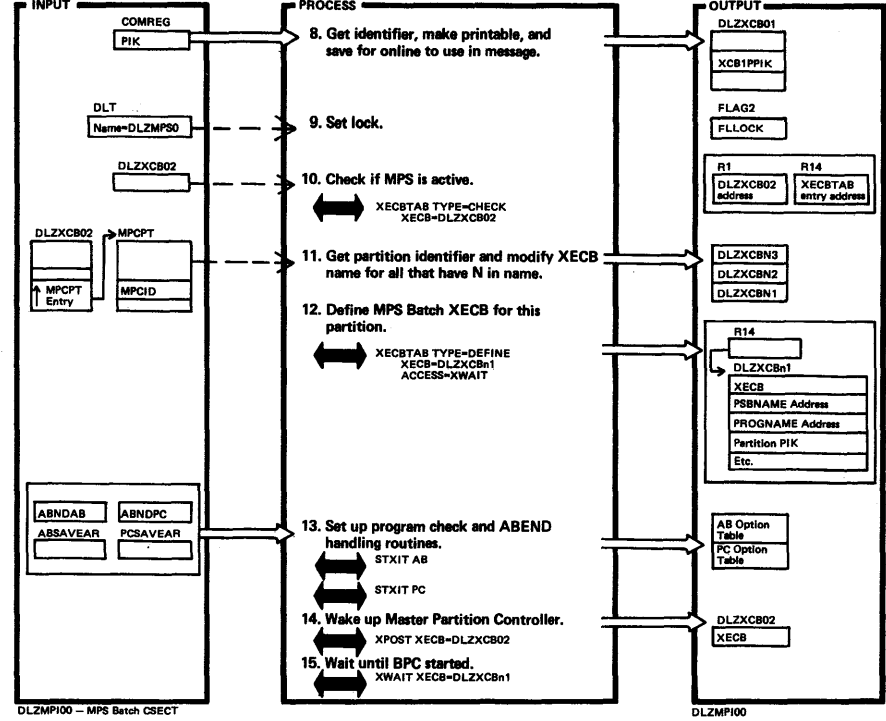 INPUT
COMREG
PIK
DLT
Name=DLZMPS0
DLZXCB02
DLZXCB02
MPCPT
MPCPT
Entry
MPCID
ABNDAB
ABNDPC
ABSAVEAR
PCSAVEAR
DLZMPI00 — MPS Batch CSECT
PROCESS
8. Get identifier, make printable, and
save for online to use in message.
9. Set lock.
10. Check if MPS is active.
XECBTAB TYPE=CHECK
XECB=DLZXCB02
11. Get partition identifier and modify XECB
name for all that have N in name.
12. Define MPS Batch XECB for this
partition.
XECBTAB TYPE=DEFINE
XECB=DLZXCBn1
ACCESS=XWAIT
13. Set up program check and ABEND
handling routines.
STXIT AB
STXIT PC
14. Wake up Master Partition Controller.
XPOST XECB=DLZXCB02
15. Wait until BPC started.
XWAIT XECB=DLZXCBn1
OUTPUT
DLZXCB01
XCB1PPIK
FLAG2
FLLOCK
R1
R14
DLZXCB02
address
XECBTAB
entry address
DLZXCBN3
DLZXCBN2
DLZXCBN1
R14
DLZXCBn1
XECB
PSBNAME Address
PROGNAME Address
Partition PIK
Etc.
AB Option
Table
PC Option
Table
DLZXCB02
XECB
DLZMPI00